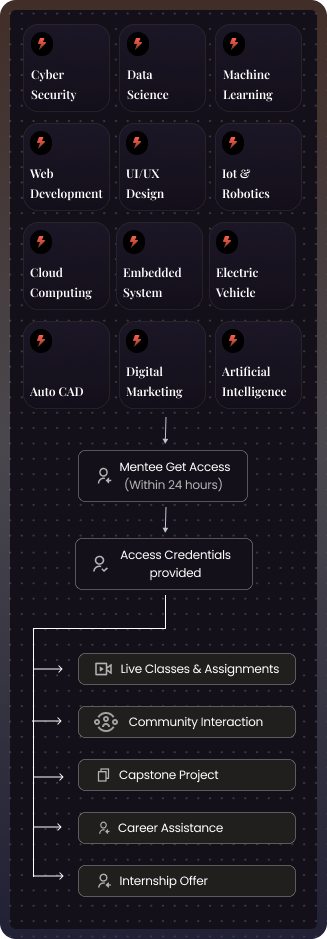 Cyber
Security
Data
Science
Machine
Learning
Web
Development
UI/UX
Design
Iot &
Robotics
Cloud
Computing
Embedded
System
Electric
Vehicle
Auto CAD
Digital
Marketing
Artificial
Intelligence
Mentee Get Access
(Within 24 hours)
Access Credentials
provided
Live Classes & Assignments
Community Interaction
Capstone Project
Career Assistance
Internship Offer